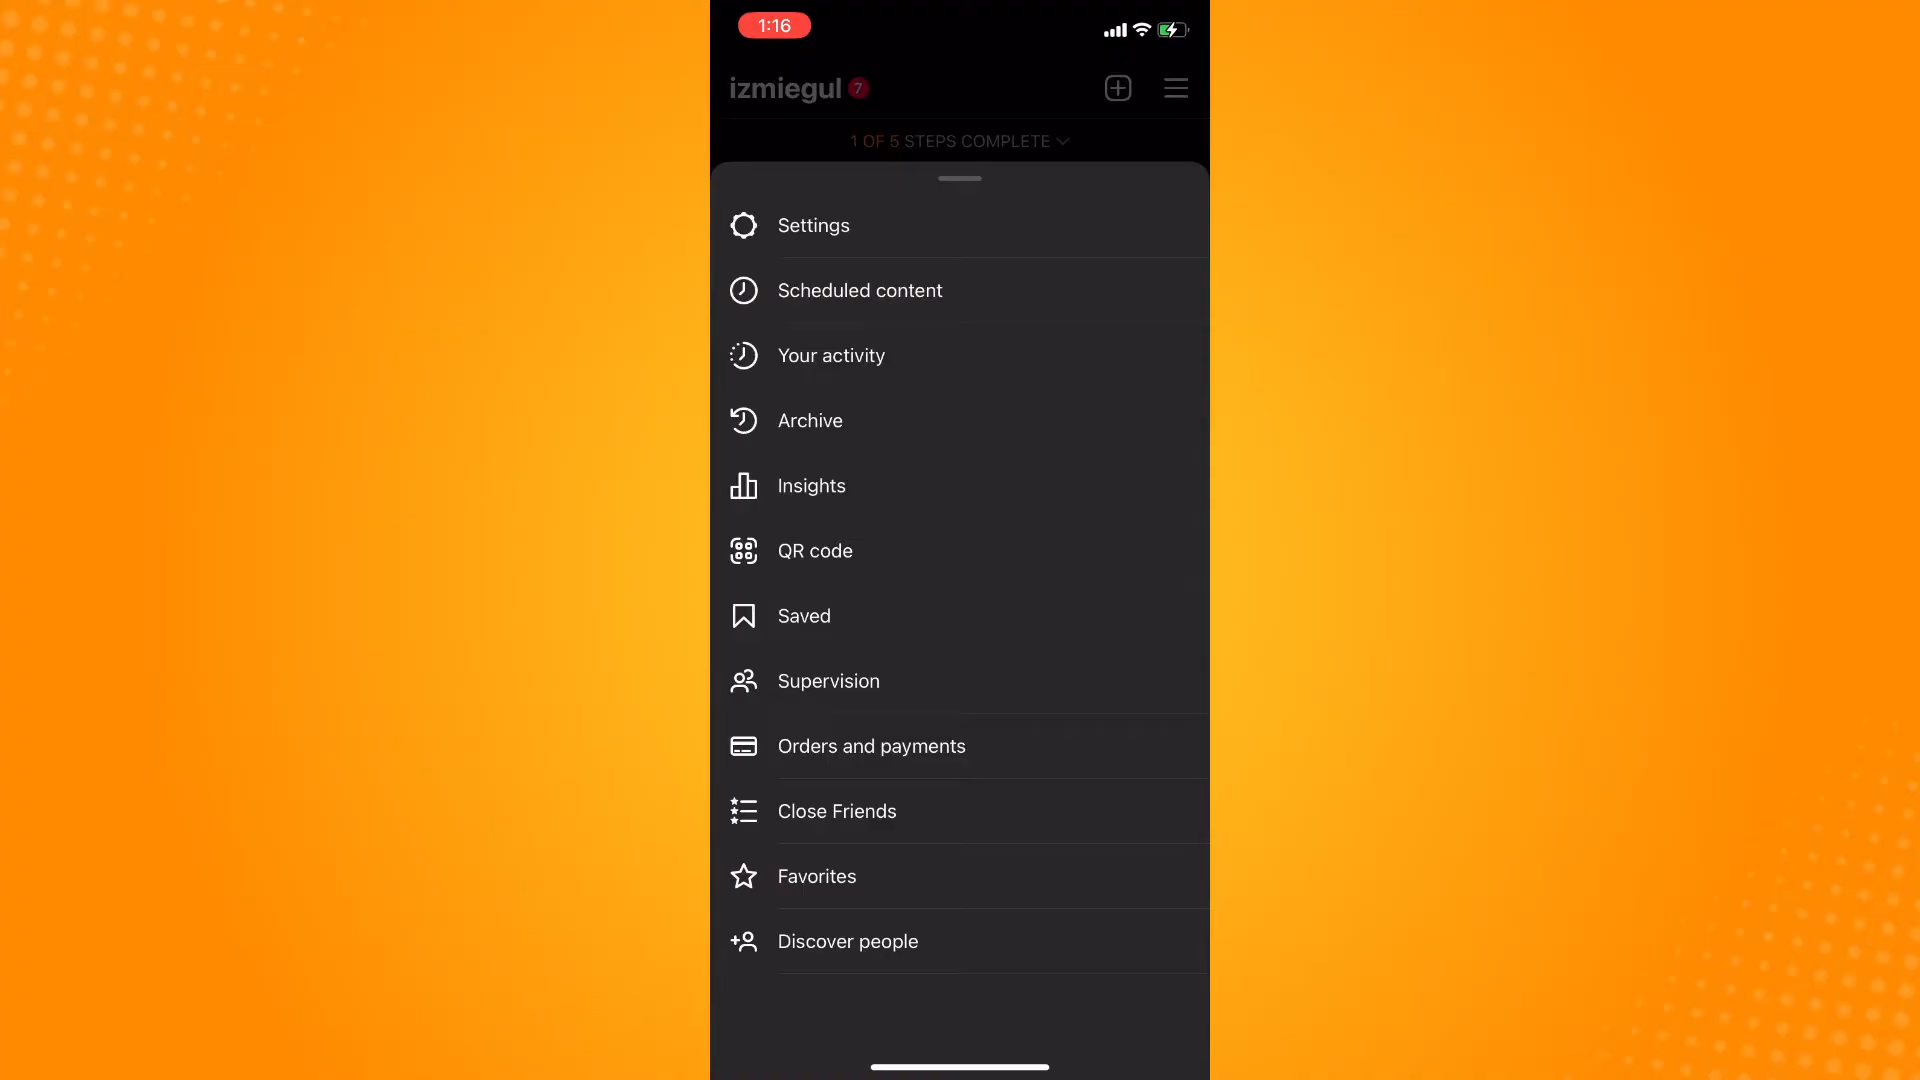 1:16
izmiegul 7
1 OF 5 STEPS COMPLETE
Settings
Scheduled content
Your activity
Archive
Insights
QR code
Saved
Supervision
Orders and payments
Close Friends
Favorites
Discover people